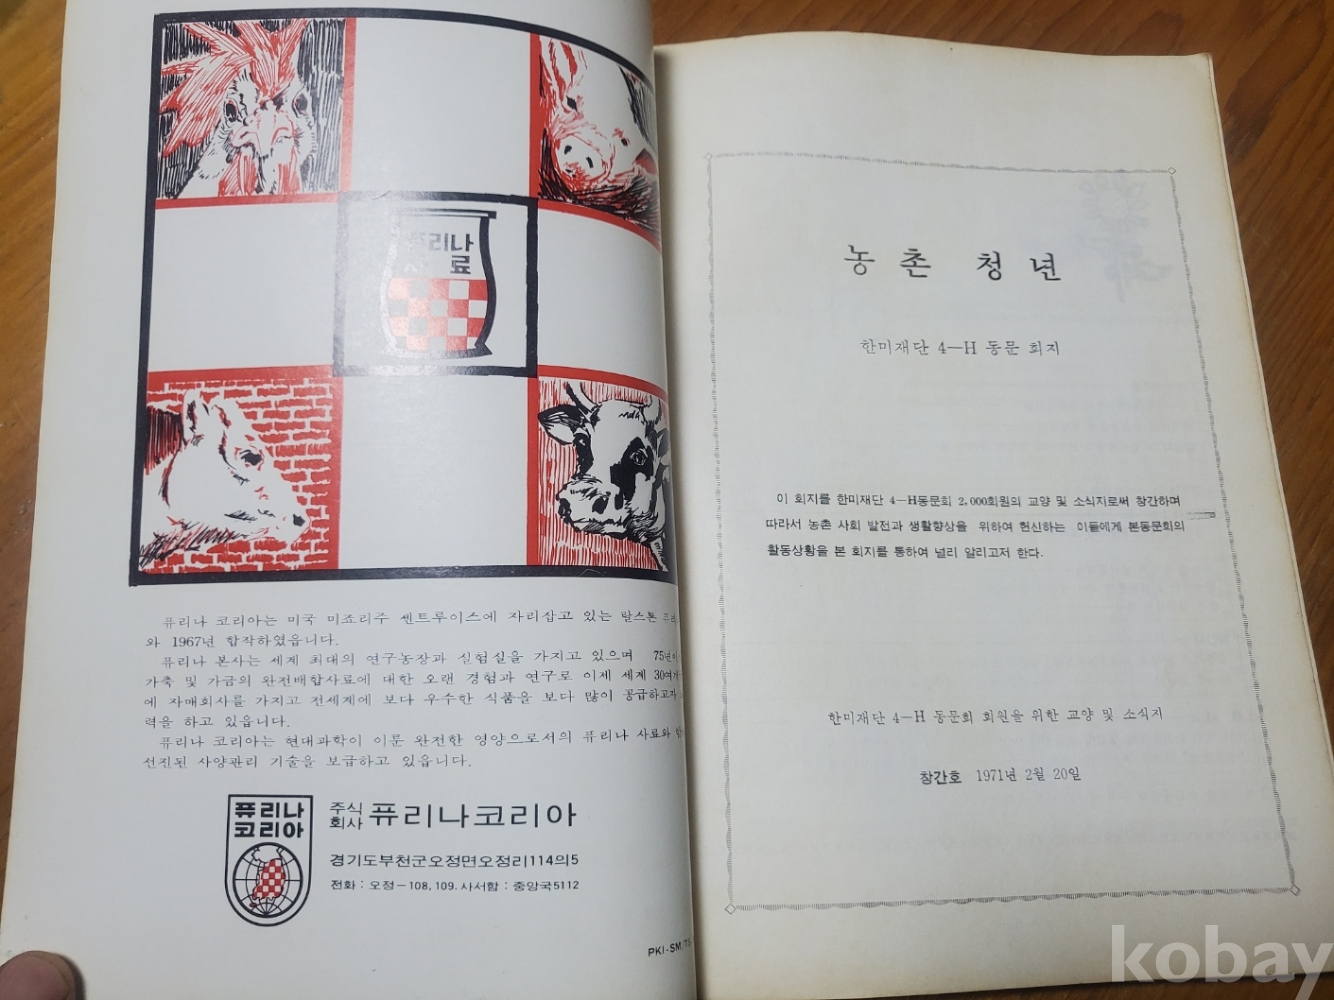 퓨리나
사료
퓨리나 코리아는 미국 미죠리주 쎈트루이스에 자리잡고 있는 랄스톤 퓨리
와 1967년 합작하였읍니다.
퓨리나 본사는 세계 최대의 연구농장과 실험실을 가지고 있으며 75년이
가축 및 가금의 완전배합사료에 대한 오랜 경험과 연구로 이제 세계 30여개
에 자매회사를 가지고 전세계에 보다 우수한 식품을 보다 많이 공급하고자
력을 하고 있읍니다.
퓨리나 코리아는 현대과학이 이룬 완전한 영양으로서의 퓨리나 사료와
선진된 사양관리 기술을 보급하고 있읍니다.
퓨리나
코리아
주식
회사 퓨리나코리아
경기도부천군오정면오정리114의5
전화 : 오정-108, 109. 사서함 : 중앙국5112
PKI-SM
농촌 청년
한미재단 4—H 동문 회지
이 회지를 한미재단 4—H동문회 2,000회원의 교양 및 소식지로써 창간하며
따라서 농촌 사회 발전과 생활향상을 위하여 헌신하는 이들에게 본동문회의
활동상황을 본 회지를 통하여 널리 알리고저 한다.
한미재단 4—H 동문회 회원을 위한 교양 및 소식지
창간호 1971년 2월 20일
kobay